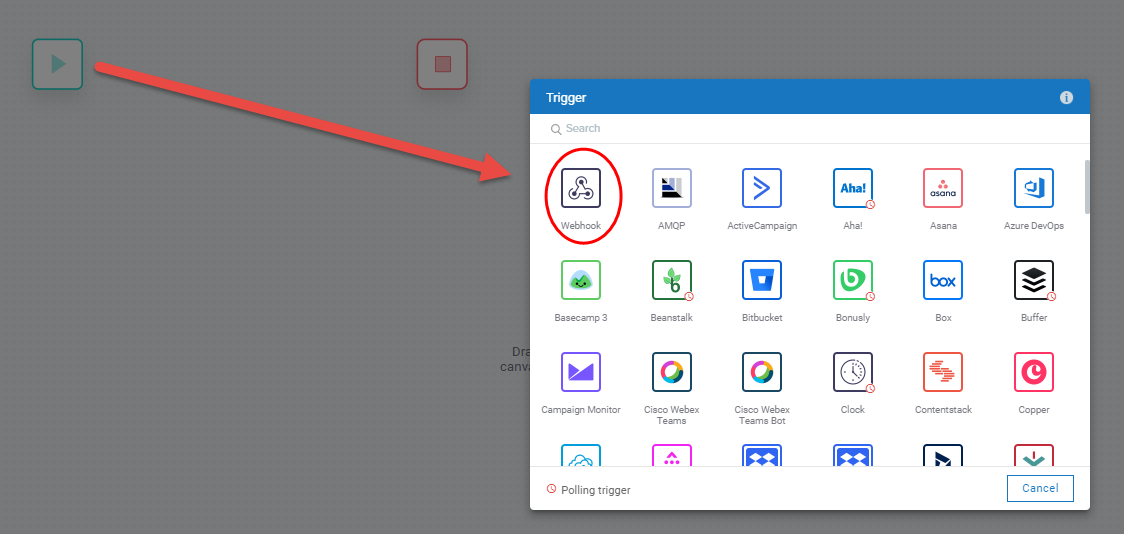 Trigger
Search
Aha!
asana
Webhook
AMQP
ActiveCampaign
Aha!
Asana
Azure DevOps
b
box
Basecamp 3
Beanstalk
Bitbucket
Bonusly
Box
Buffer
Dra
canva
Campaign Monitor
Cisco Webex
Teams
Cisco Webex
Teams Bot
Clock
Contentstack
Copper
Polling trigger
Cancel